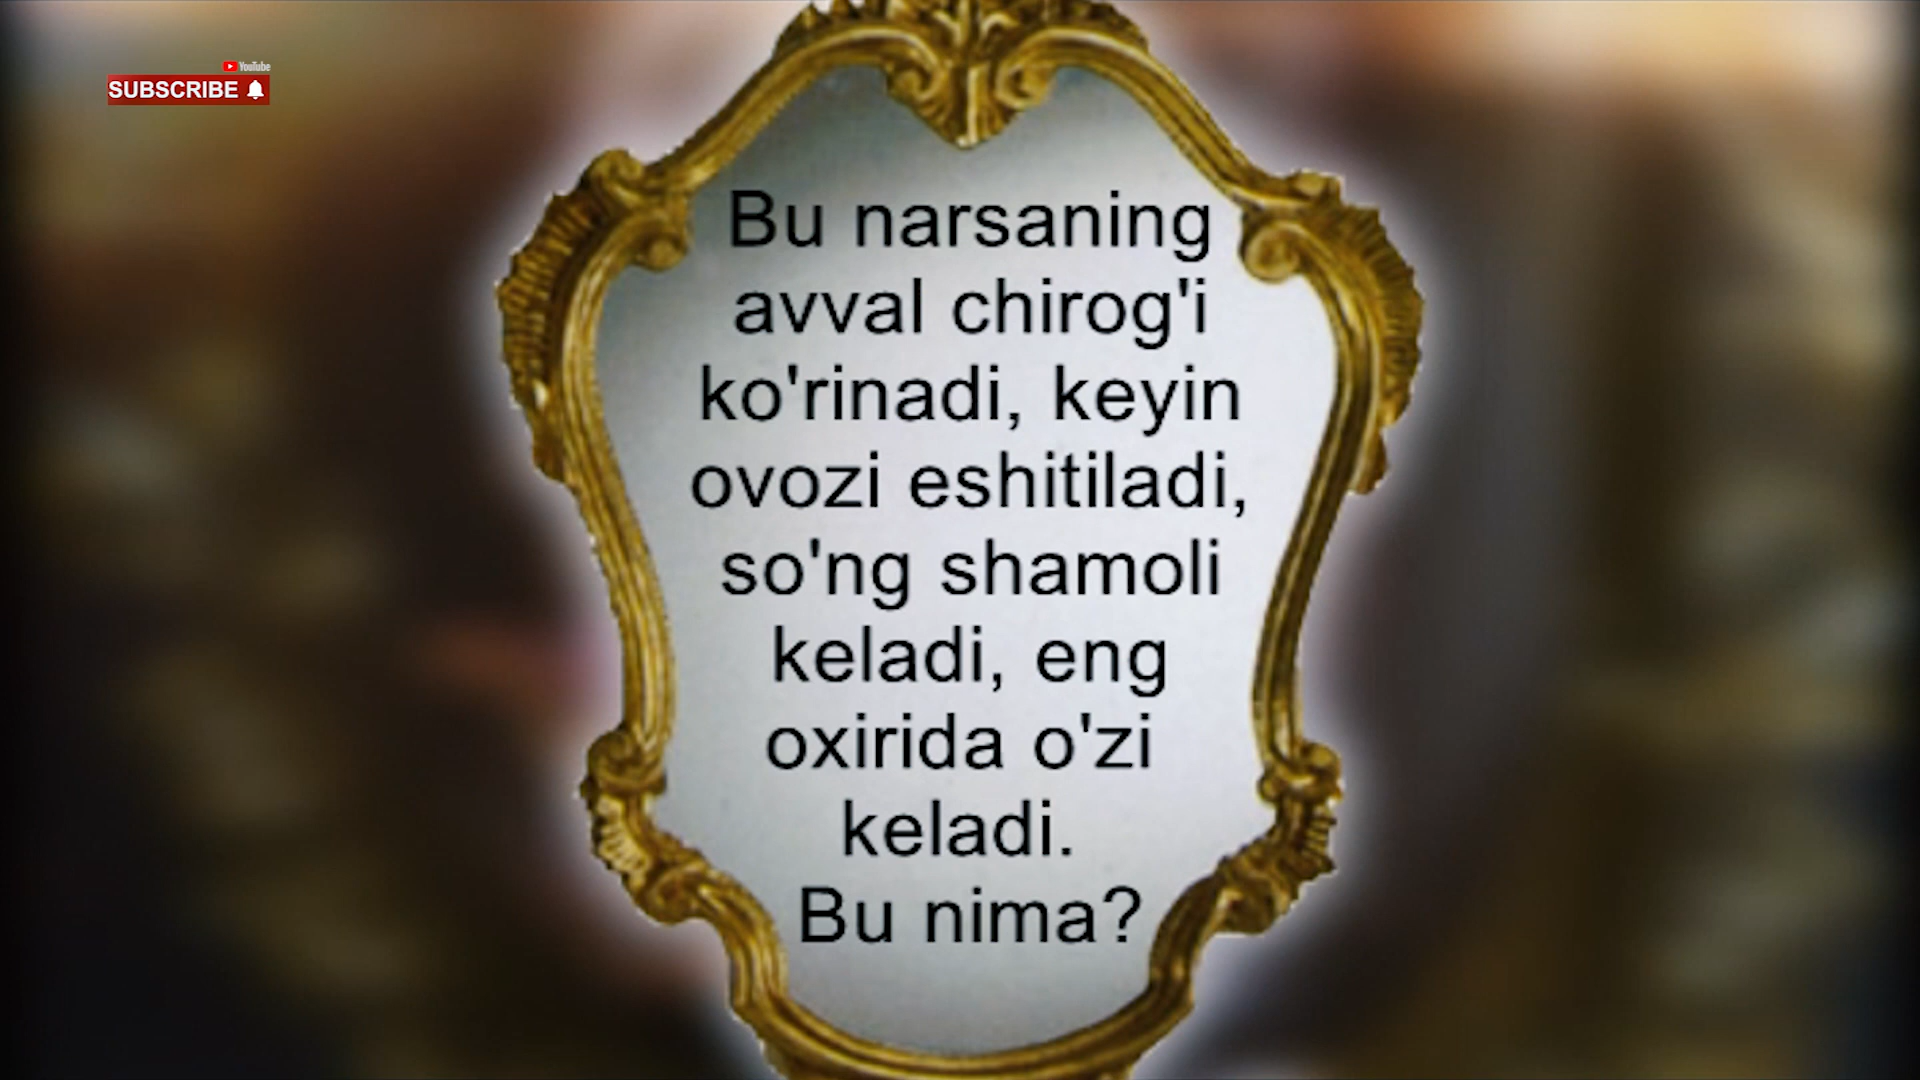 YouTube
SUBSCRIBE
Bu narsaning
avval chirog'i
ko'rinadi, keyin
ovozi eshitiladi,
so'ng shamoli
keladi, eng
oxirida o'zi
keladi.
Bu nima?